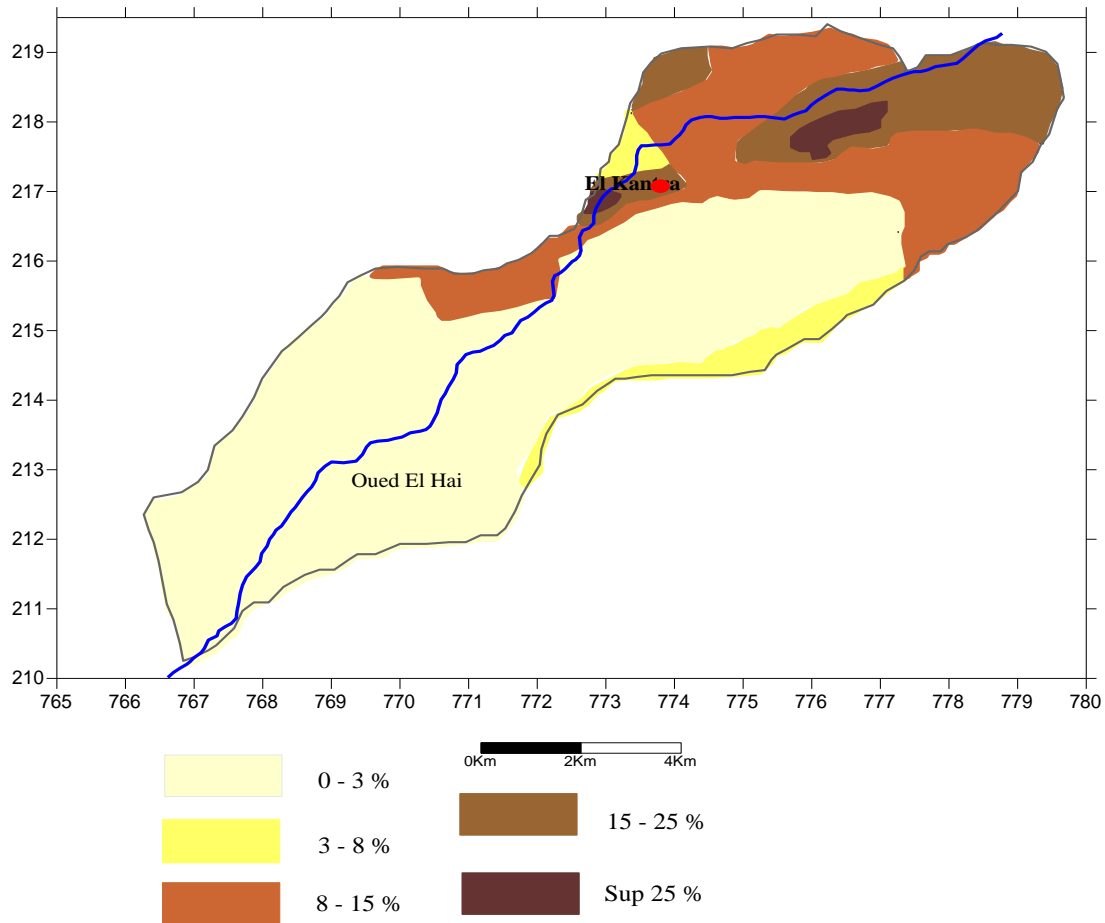 219
218
217
216
215
214
213
212
211
210
El Kantra
Oued El Hai
765 766 767 768 769 770 771 772 773 774 775 776 777 778 779 780
0Km 2Km 4Km
0 - 3 %
3 - 8 %
8 - 15 %
15 - 25 %
Sup 25 %